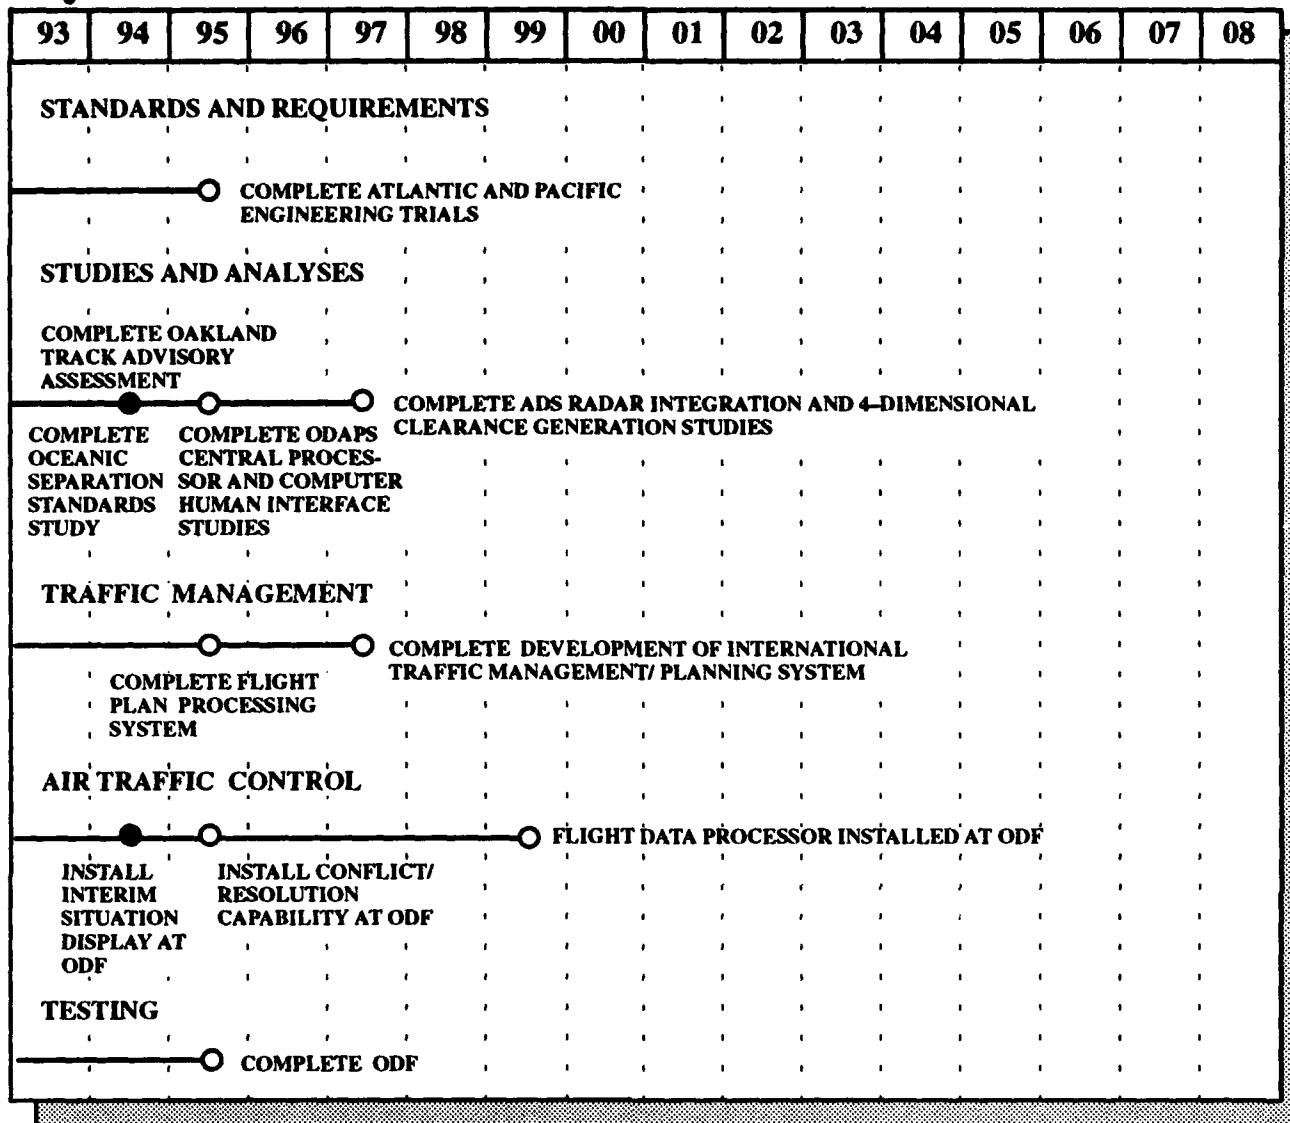 93 94 95 96 97 98 99 00 01 02 03 04 05 06 07 08
STANDARDS AND REQUIREMENTS
COMPLETE ATLANTIC AND PACIFIC
ENGINEERING TRIALS
STUDIES AND ANALYSES
COMPLETE OAKLAND
TRACK ADVISORY
ASSESSMENT
COMPLETE ADS RADAR INTEGRATION AND 4-DIMENSIONAL
CLEARANCE GENERATION STUDIES
COMPLETE
OCEANIC
SEPARATION
STANDARDS
STUDY
COMPLETE ODAPS
CENTRAL PROCES-
SOR AND COMPUTER
HUMAN INTERFACE
STUDIES
TRAFFIC MANAGEMENT
COMPLETE DEVELOPMENT OF INTERNATIONAL
TRAFFIC MANAGEMENT/ PLANNING SYSTEM
COMPLETE FLIGHT
PLAN PROCESSING
SYSTEM
AIR TRAFFIC CONTROL
FLIGHT DATA PROCESSOR INSTALLED AT ODF
INSTALL
INTERIM
SITUATION
DISPLAY AT
ODF
INSTALL CONFLICT/
RESOLUTION
CAPABILITY AT ODF
TESTING
COMPLETE ODF